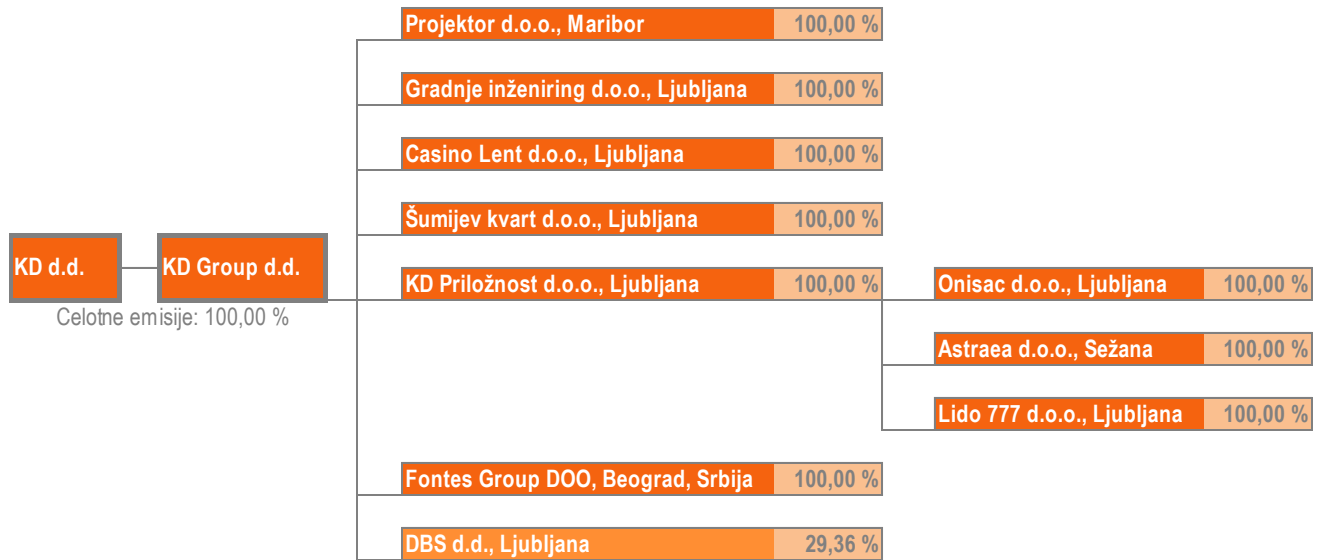 Projektor d.o.o., Maribor 100,00 %
Gradnje inženiring d.o.o., Ljubljana 100,00 %
Casino Lent d.o.o., Ljubljana 100,00 %
Šumijev kvart d.o.o., Ljubljana 100,00 %
KD d.d. KD Group d.d.
Celotne emisije: 100,00 %
KD Priložnost d.o.o., Ljubljana 100,00 %
Onisac d.o.o., Ljubljana 100,00 %
Astraea d.o.o., Sežana 100,00 %
Lido 777 d.o.o., Ljubljana 100,00 %
Fontes Group DOO, Beograd, Srbija 100,00 %
DBS d.d., Ljubljana 29,36 %